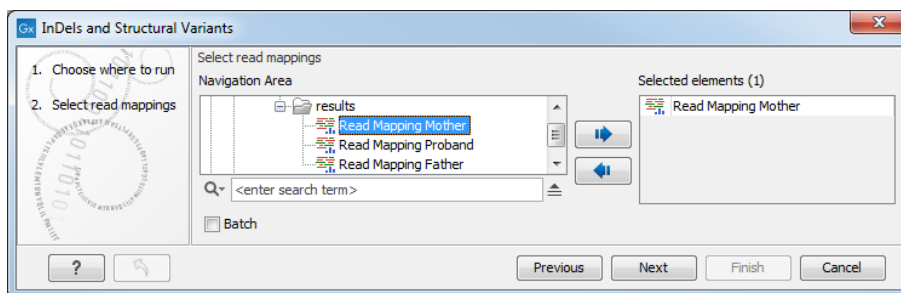 Gx InDels and Structural Variants
1. Choose where to run
2. Select read mappings
Select read mappings
Navigation Area
results
Read Mapping Mother
Read Mapping Proband
Read Mapping Father
<enter search term>
Batch
Selected elements (1)
Read Mapping Mother
?
Previous
Next
Finish
Cancel